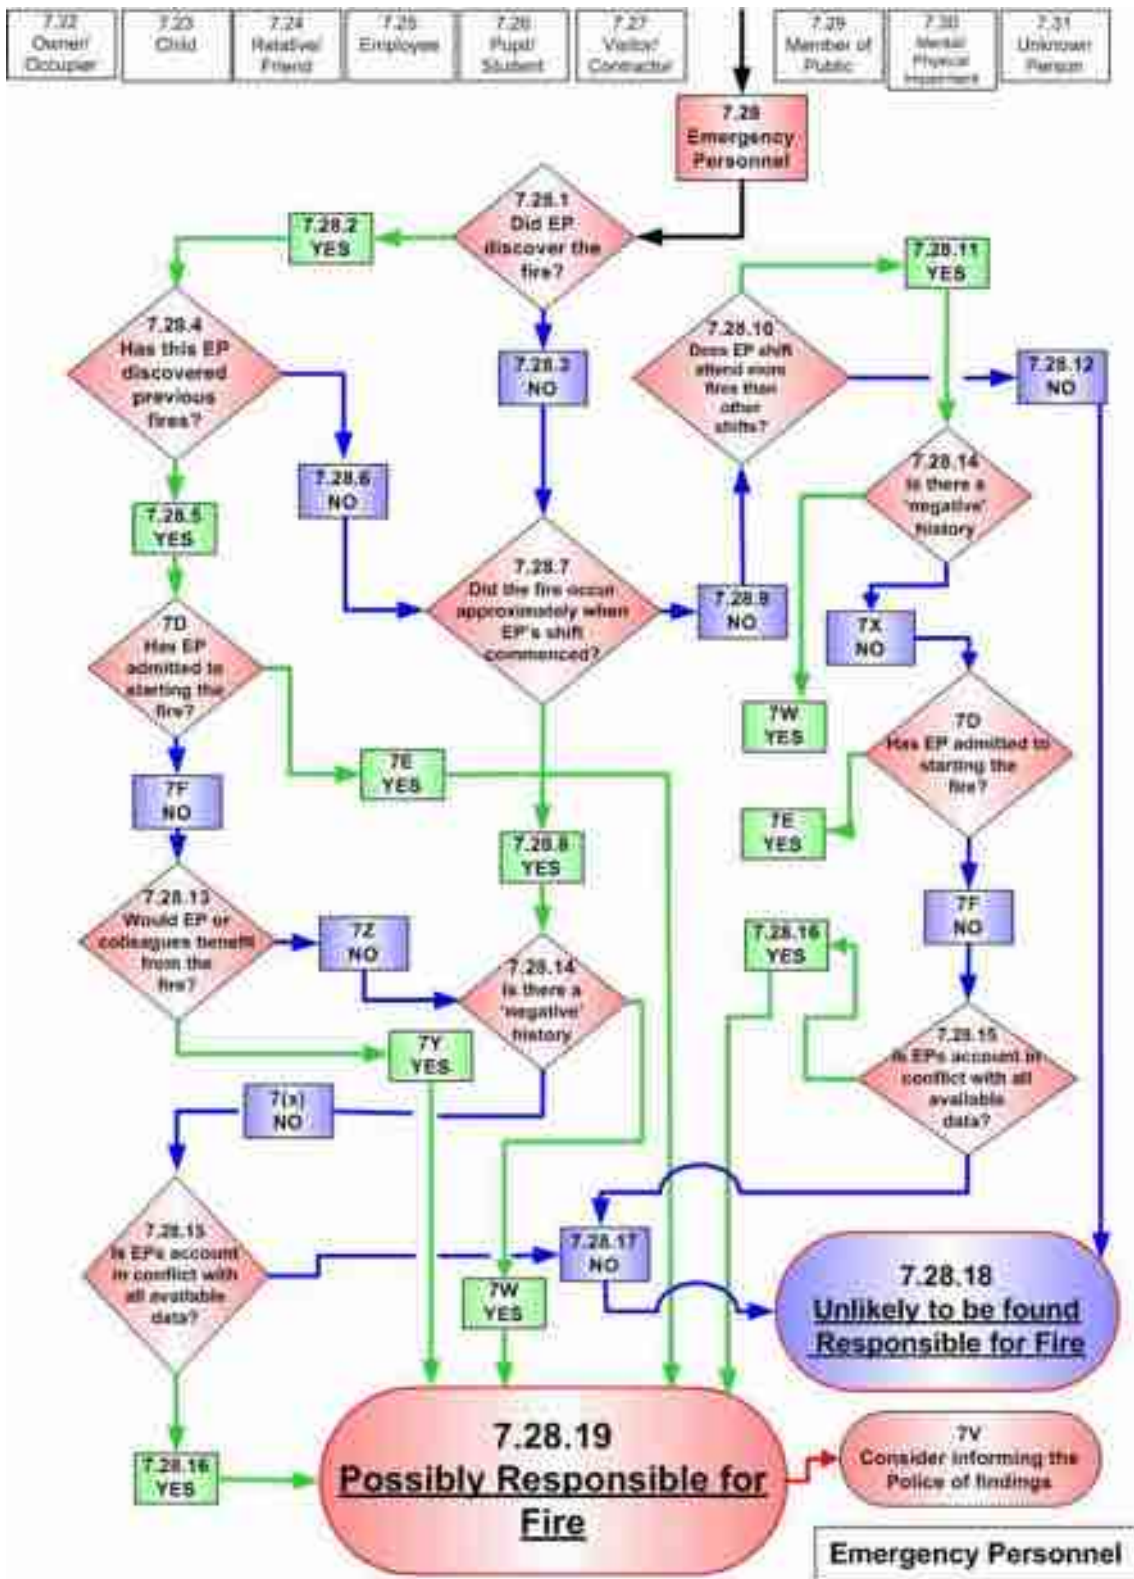 7.22
Owner/
Occupier
7.23
Child
7.24
Relative/
Friend
7.25
Employee
7.26
Pupil/
Student
7.27
Visitor/
Contractor
7.29
Member of
Public
7.30
Mental/
Physical
Impairment
7.31
Unknown
Person
7.28
Emergency
Personnel
7.28.1
Did EP
discover the
fire?
7.28.2
YES
7.28.11
YES
7.28.4
Has this EP
discovered
previous
fires?
7.28.3
NO
7.28.10
Does EP shift
attend more
fires than
other
shifts?
7.28.12
NO
7.28.6
NO
7.28.14
Is there a
'negative'
history
7.28.5
YES
7.28.7
Did the fire occur
approximately when
EP's shift
commenced?
7.28.9
NO
7X
NO
7D
Has EP
admitted to
starting the
fire?
7W
YES
7D
Has EP admitted to
starting the
fire?
7E
YES
7F
NO
7E
YES
7.28.8
YES
7.28.13
Would EP or
colleagues benefit
from the
fire?
7Z
NO
7F
NO
7.28.16
YES
7.28.14
Is there a
'negative'
history
7Y
YES
7.28.15
Is EPs account in
conflict with all
available
data?
7(x)
NO
7.28.15
Is EPs account
in conflict with
all available
data?
7.28.17
NO
7W
YES
7.28.18
Unlikely to be found
Responsible for Fire
7.28.19
Possibly Responsible for
Fire
7V
Consider informing the
Police of findings
7.28.16
YES
Emergency Personnel